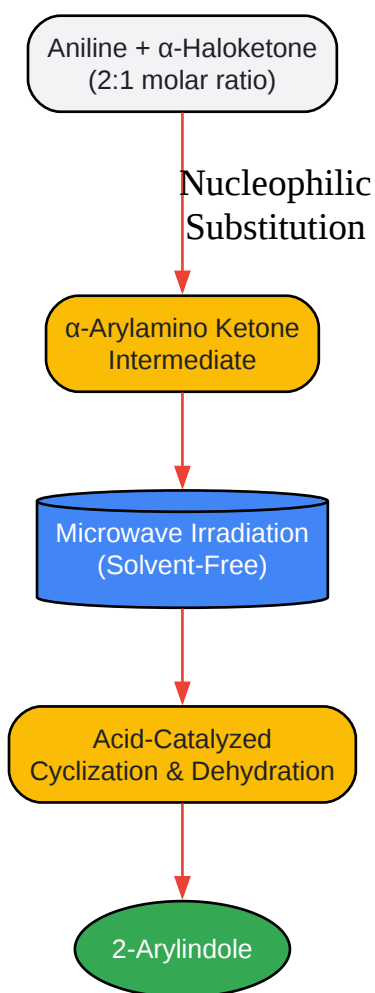 Aniline + α-Haloketone
(2:1 molar ratio)
Nucleophilic
Substitution
α-Arylamino Ketone
Intermediate
Microwave Irradiation
(Solvent-Free)
Acid-Catalyzed
Cyclization & Dehydration
2-Arylindole